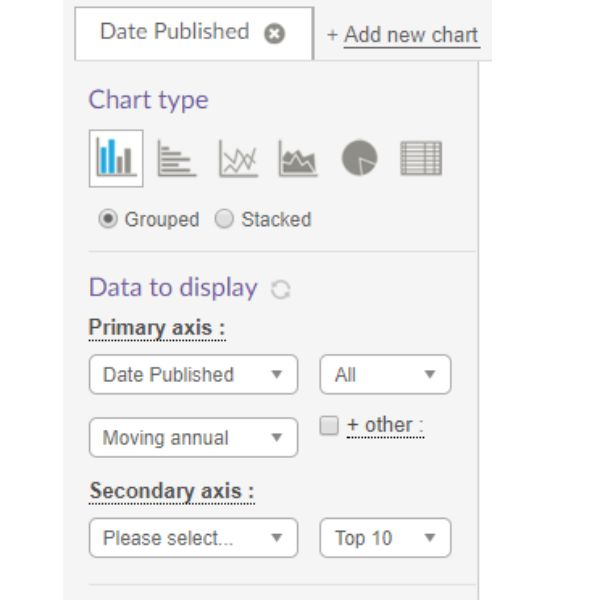 Date Published + Add new chart
Chart type
Grouped Stacked
Data to display
Primary axis :
Date Published All
Moving annual + other :
Secondary axis :
Please select... Top 10